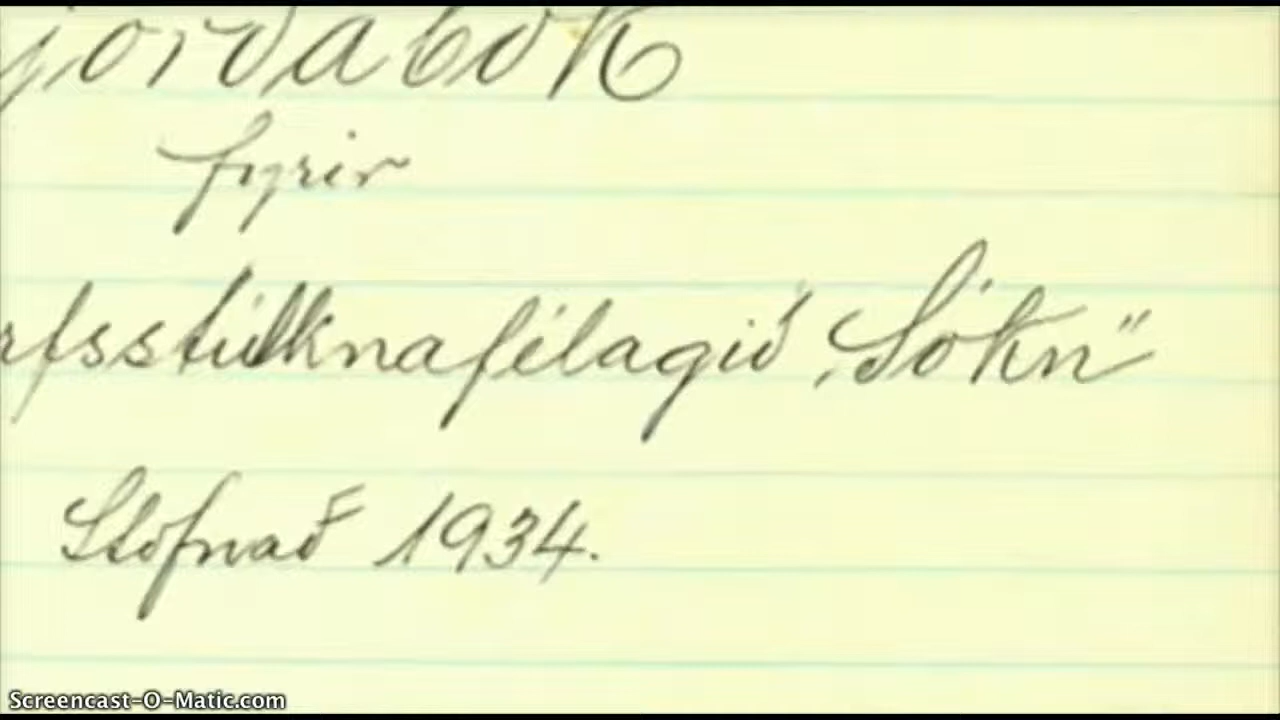 jörðabók
fyrir
rfsstúlknafélagið „Sókn"
Stofnað 1934.
Screencast-O-Matic.com